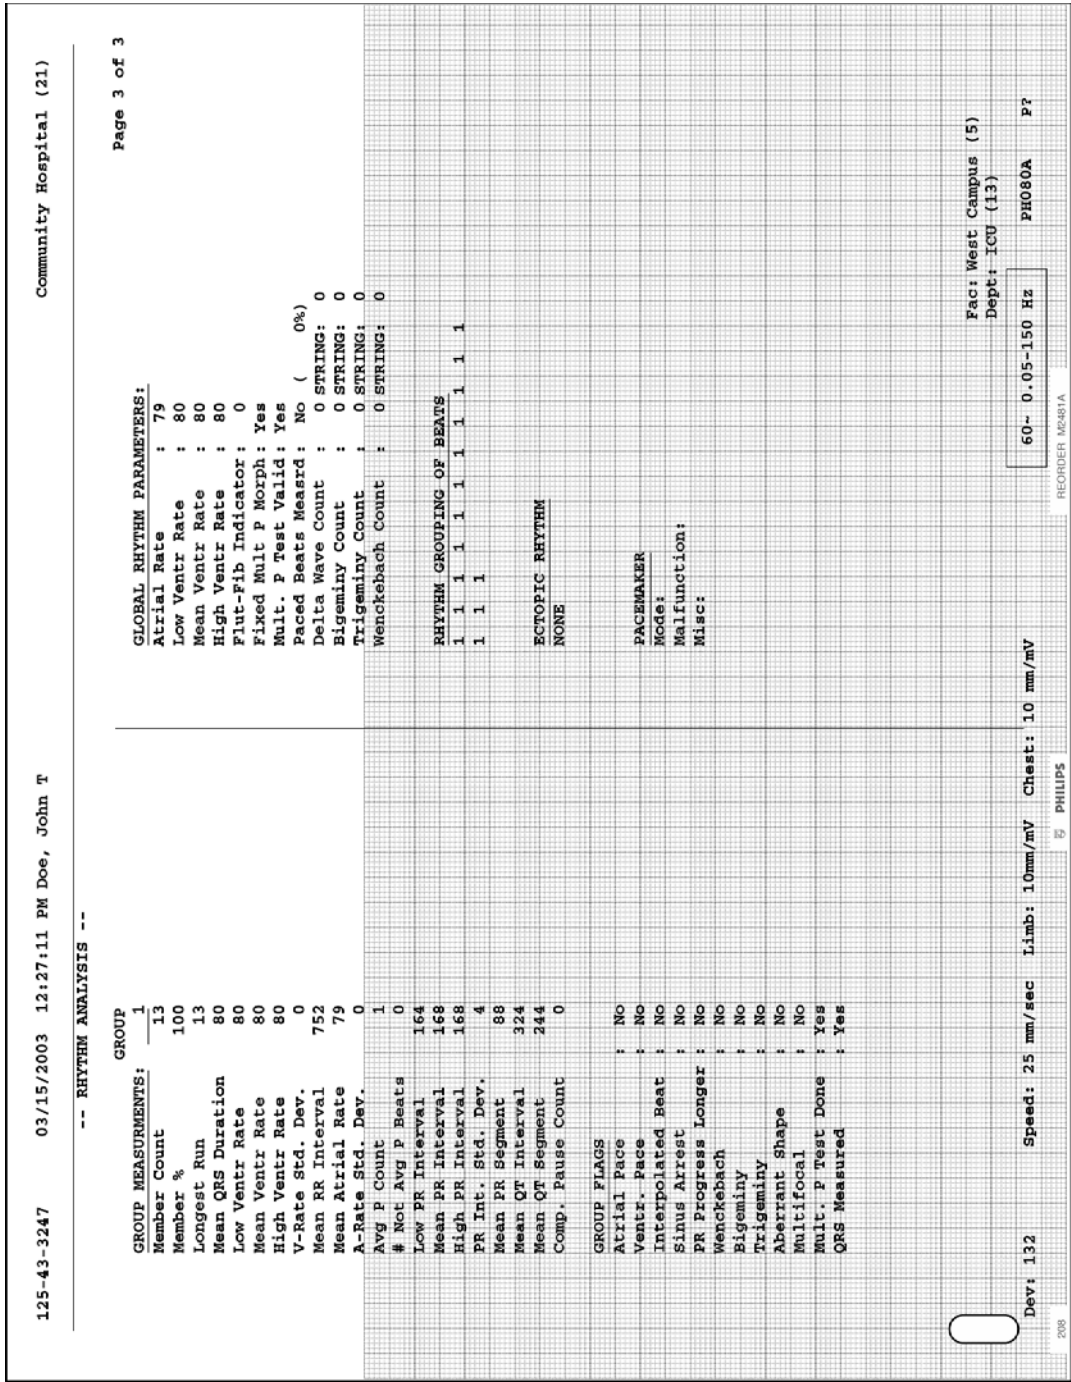 125-43-3247 03/15/2003 12:27:11 PM Doe, John T Community Hospital (21)
-- RHYTHM ANALYSIS --
Page 3 of 3
GROUP
GROUP MEASURMENTS: 1
Member Count 13
Member % 100
Longest Run 13
Mean QRS Duration 80
Low Ventr Rate 80
Mean Ventr Rate 80
High Ventr Rate 80
V-Rate Std. Dev. 0
Mean RR Interval 752
Mean Atrial Rate 79
A-Rate Std. Dev. 0
Avg P Count 1
# Not Avg P Beats 0
Low PR Interval 164
Mean PR Interval 168
High PR Interval 168
PR Int. Std. Dev. 4
Mean PR Segment 88
Mean QT Interval 324
Mean QT Segment 244
Comp. Pause Count 0
GROUP FLAGS
Atrial Pace : No
Ventr. Pace : No
Interpolated Beat : No
Sinus Arrest : No
PR Progress Longer : No
Wenckebach : No
Bigeminy : No
Trigeminy : No
Aberrant Shape : No
Multifocal : No
Mult. P Test Done : Yes
QRS Measured : Yes
GLOBAL RHYTHM PARAMETERS:
Atrial Rate : 79
Low Ventr Rate : 80
Mean Ventr Rate : 80
High Ventr Rate : 80
Flut-Fib Indicator : 0
Fixed Mult P Morph : Yes
Mult. P Test Valid : Yes
Paced Beats Measrd : No ( 0%)
Delta Wave Count : 0 STRING: 0
Bigeminy Count : 0 STRING: 0
Trigeminy Count : 0 STRING: 0
Wenckebach Count : 0 STRING: 0
RHYTHM GROUPING OF BEATS
1 1 1 1 1 1 1 1 1 1 1
1 1 1
ECTOPIC RHYTHM
NONE
PACEMAKER
Mode:
Malfunction:
Misc:
Fac: West Campus (5)
Dept: ICU (13)
Dev: 132 Speed: 25 mm/sec Limb: 10mm/mV Chest: 10 mm/mV 60~ 0.05-150 Hz PH080A P?
208 PHILIPS REORDER M2481A